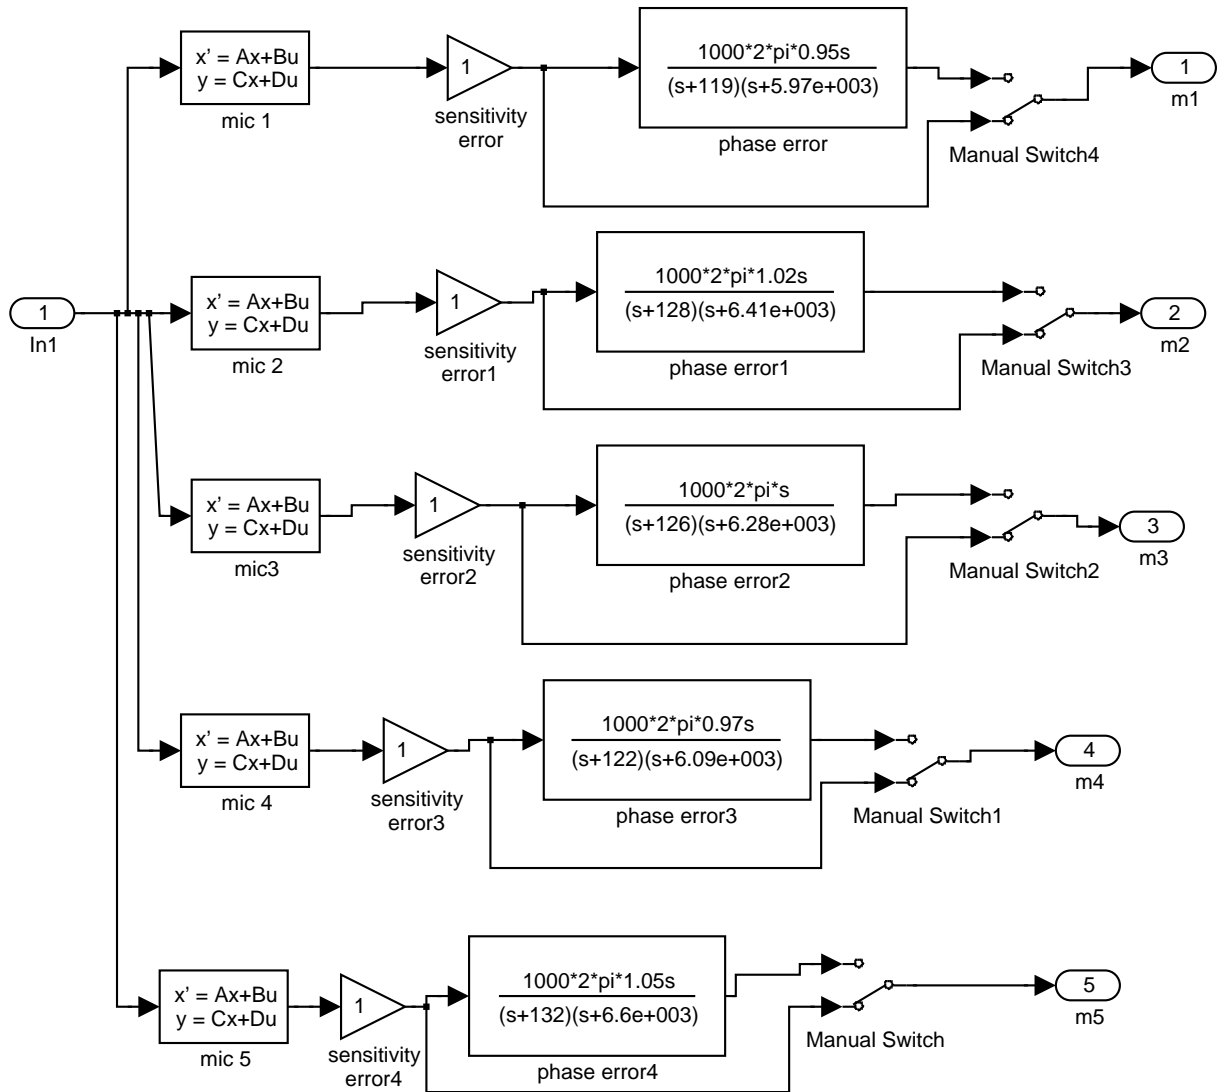 1
In1
x' = Ax+Bu
y = Cx+Du
mic 1
1
sensitivity
error
1000*2*pi*0.95s
(s+119)(s+5.97e+003)
phase error
Manual Switch4
1
m1
x' = Ax+Bu
y = Cx+Du
mic 2
1
sensitivity
error1
1000*2*pi*1.02s
(s+128)(s+6.41e+003)
phase error1
Manual Switch3
2
m2
x' = Ax+Bu
y = Cx+Du
mic3
1
sensitivity
error2
1000*2*pi*s
(s+126)(s+6.28e+003)
phase error2
Manual Switch2
3
m3
x' = Ax+Bu
y = Cx+Du
mic 4
1
sensitivity
error3
1000*2*pi*0.97s
(s+122)(s+6.09e+003)
phase error3
Manual Switch1
4
m4
x' = Ax+Bu
y = Cx+Du
mic 5
1
sensitivity
error4
1000*2*pi*1.05s
(s+132)(s+6.6e+003)
phase error4
Manual Switch
5
m5